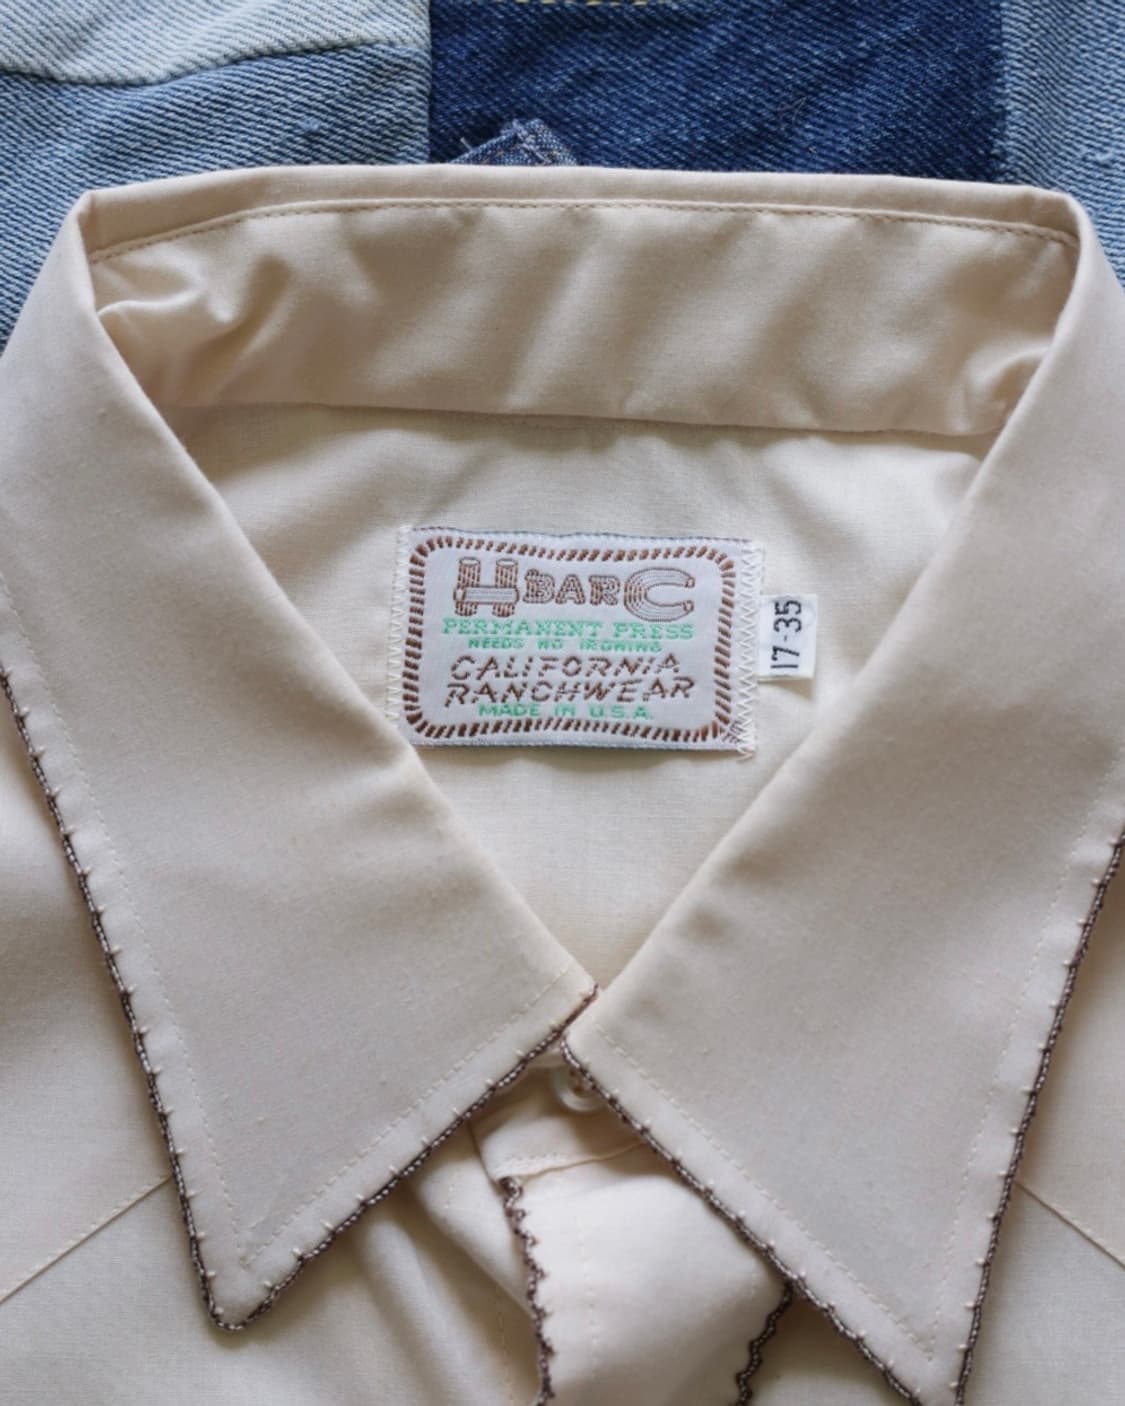 H BAR C
PERMANENT PRESS
NEEDS NO IRONING
CALIFORNIA
RANCHWEAR
MADE IN U.S.A.
17-35